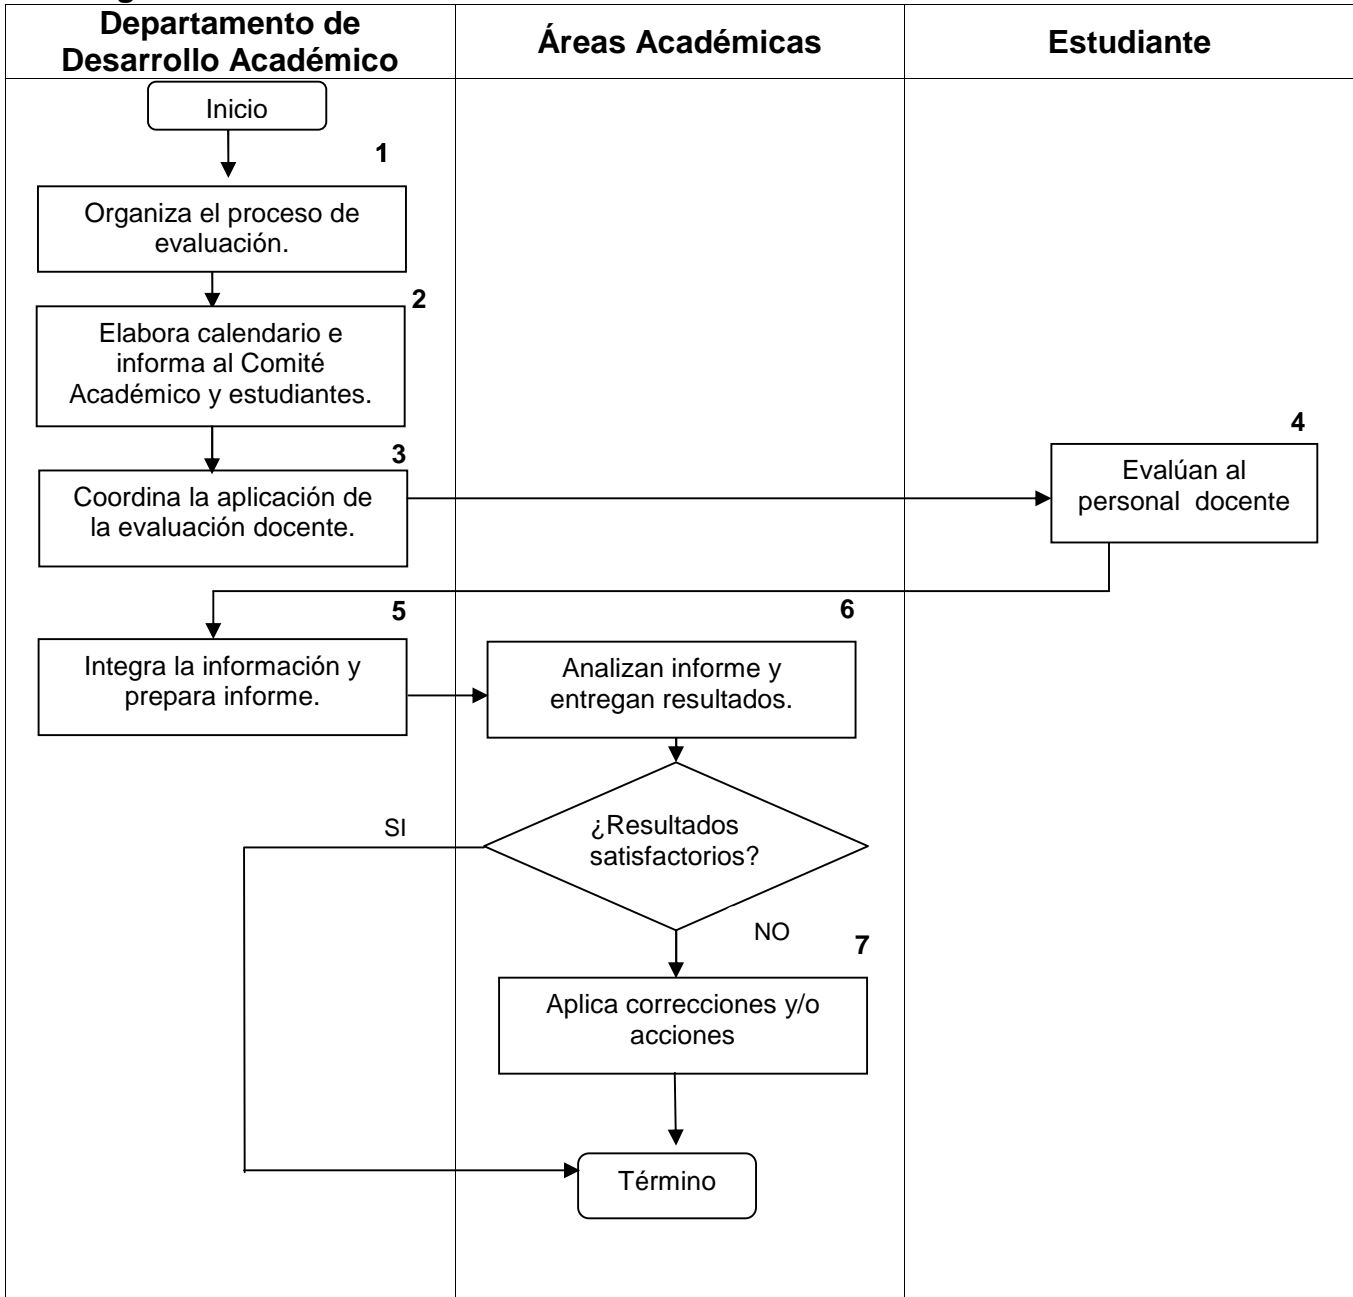 Departamento de
Desarrollo Académico
Áreas Académicas
Estudiante
Inicio
1
Organiza el proceso de
evaluación.
2
Elabora calendario e
informa al Comité
Académico y estudiantes.
3
Coordina la aplicación de
la evaluación docente.
4
Evalúan al
personal docente
5
Integra la información y
prepara informe.
6
Analizan informe y
entregan resultados.
¿Resultados
satisfactorios?
SI
NO
7
Aplica correcciones y/o
acciones
Término